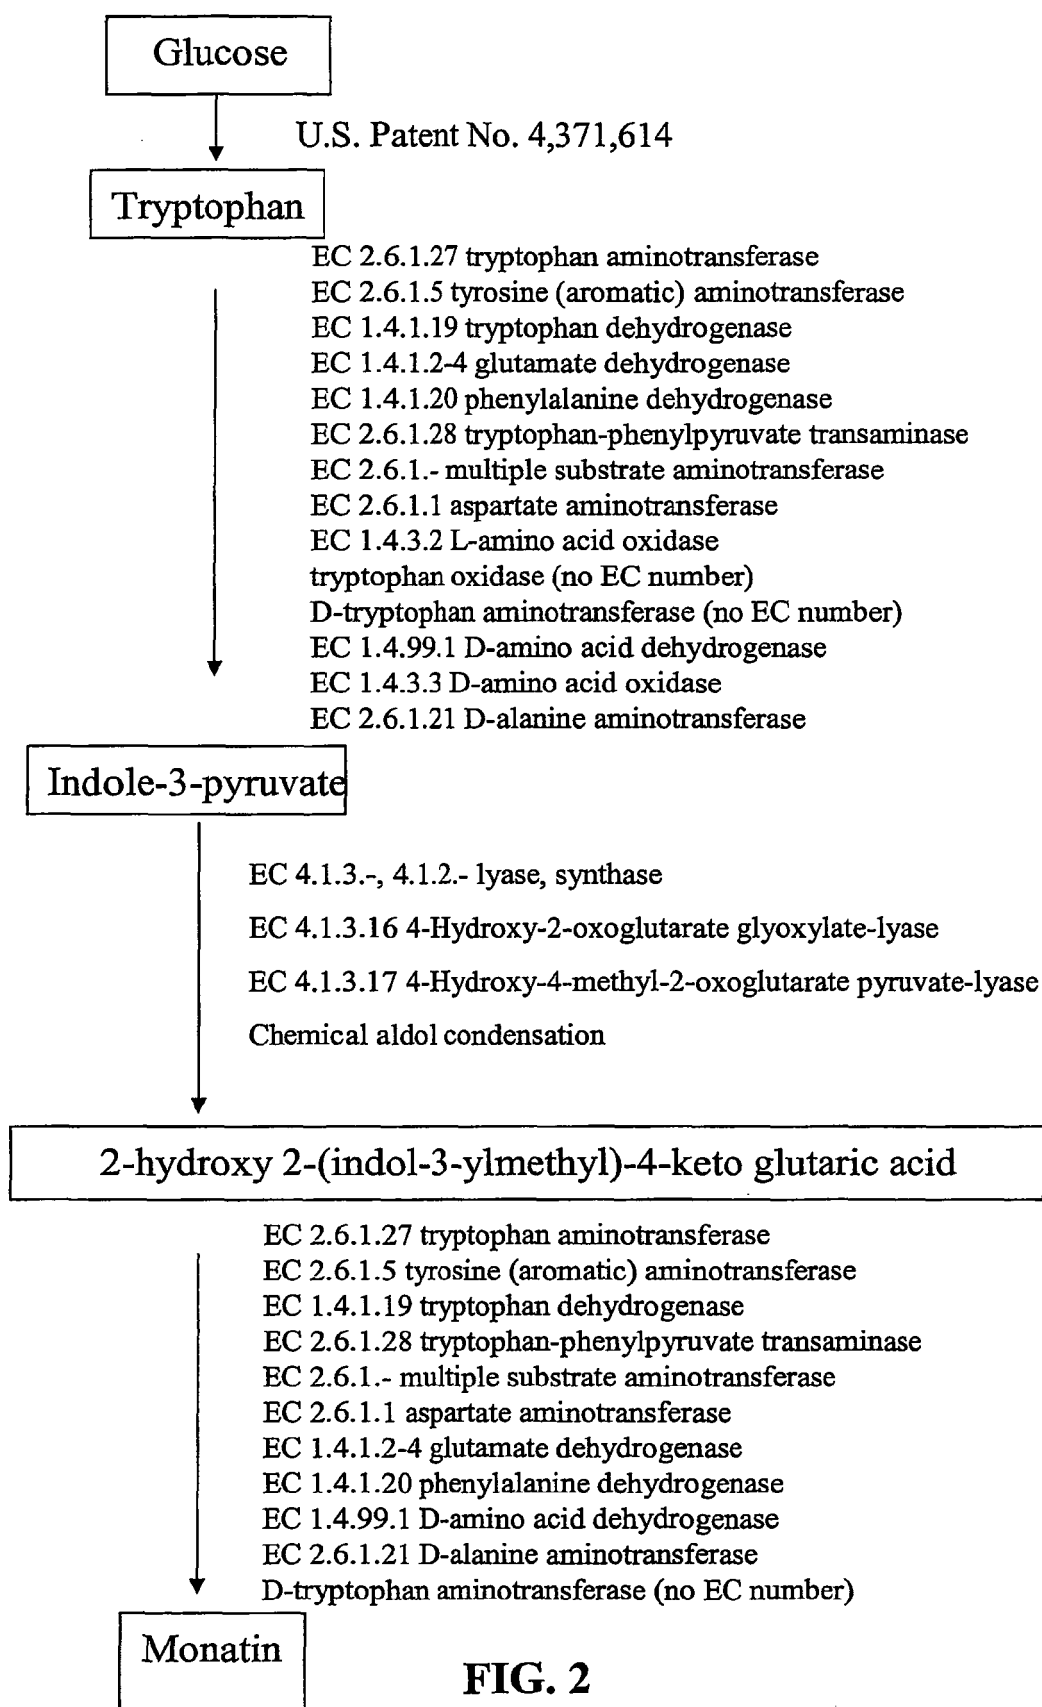 Glucose
U.S. Patent No. 4,371,614
Tryptophan
EC 2.6.1.27 tryptophan aminotransferase
EC 2.6.1.5 tyrosine (aromatic) aminotransferase
EC 1.4.1.19 tryptophan dehydrogenase
EC 1.4.1.2-4 glutamate dehydrogenase
EC 1.4.1.20 phenylalanine dehydrogenase
EC 2.6.1.28 tryptophan-phenylpyruvate transaminase
EC 2.6.1.- multiple substrate aminotransferase
EC 2.6.1.1 aspartate aminotransferase
EC 1.4.3.2 L-amino acid oxidase
tryptophan oxidase (no EC number)
D-tryptophan aminotransferase (no EC number)
EC 1.4.99.1 D-amino acid dehydrogenase
EC 1.4.3.3 D-amino acid oxidase
EC 2.6.1.21 D-alanine aminotransferase
Indole-3-pyruvate
EC 4.1.3.-, 4.1.2.- lyase, synthase
EC 4.1.3.16 4-Hydroxy-2-oxoglutarate glyoxylate-lyase
EC 4.1.3.17 4-Hydroxy-4-methyl-2-oxoglutarate pyruvate-lyase
Chemical aldol condensation
2-hydroxy 2-(indol-3-ylmethyl)-4-keto glutaric acid
EC 2.6.1.27 tryptophan aminotransferase
EC 2.6.1.5 tyrosine (aromatic) aminotransferase
EC 1.4.1.19 tryptophan dehydrogenase
EC 2.6.1.28 tryptophan-phenylpyruvate transaminase
EC 2.6.1.- multiple substrate aminotransferase
EC 2.6.1.1 aspartate aminotransferase
EC 1.4.1.2-4 glutamate dehydrogenase
EC 1.4.1.20 phenylalanine dehydrogenase
EC 1.4.99.1 D-amino acid dehydrogenase
EC 2.6.1.21 D-alanine aminotransferase
D-tryptophan aminotransferase (no EC number)
Monatin
FIG. 2